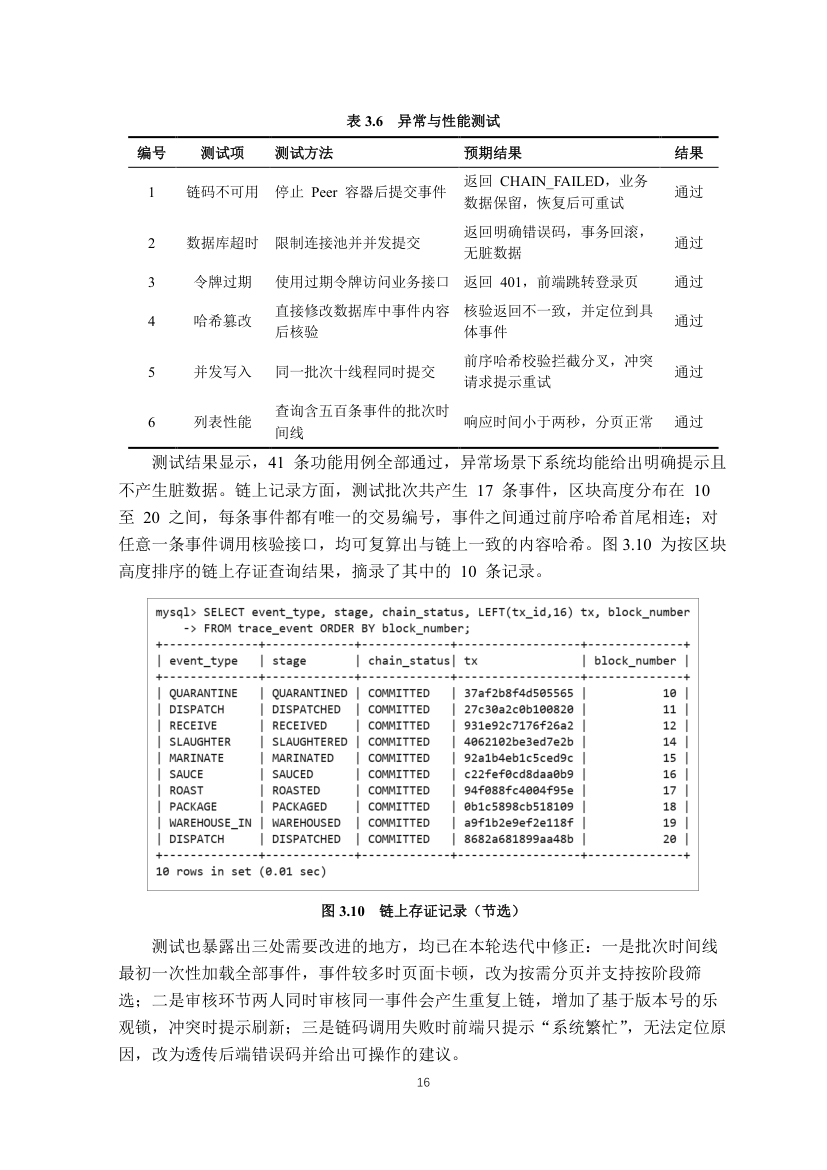 表 3.6 异常与性能测试
编号 测试项 测试方法 预期结果 结果
1 链码不可用 停止 Peer 容器后提交事件 返回 CHAIN_FAILED，业务数据保留，恢复后可重试 通过
2 数据库超时 限制连接池并并发提交 返回明确错误码，事务回滚，无脏数据 通过
3 令牌过期 使用过期令牌访问业务接口 返回 401，前端跳转登录页 通过
4 哈希篡改 直接修改数据库中事件内容后核验 核验返回不一致，并定位到具体事件 通过
5 并发写入 同一批次十线程同时提交 前序哈希校验拦截分叉，冲突请求提示重试 通过
6 列表性能 查询含五百条事件的批次时间线 响应时间小于两秒，分页正常 通过
测试结果显示，41 条功能用例全部通过，异常场景下系统均能给出明确提示且
不产生脏数据。链上记录方面，测试批次共产生 17 条事件，区块高度分布在 10
至 20 之间，每条事件都有唯一的交易编号，事件之间通过前序哈希首尾相连；对
任意一条事件调用核验接口，均可复算出与链上一致的内容哈希。图 3.10 为按区块
高度排序的链上存证查询结果，摘录了其中的 10 条记录。
mysql> SELECT event_type, stage, chain_status, LEFT(tx_id,16) tx, block_number
    -> FROM trace_event ORDER BY block_number;
+--------------+-------------+--------------+------------------+--------------+
| event_type | stage | chain_status| tx | block_number |
+--------------+-------------+--------------+------------------+--------------+
| QUARANTINE | QUARANTINED | COMMITTED | 37af2b8f4d505565 | 10 |
| DISPATCH | DISPATCHED | COMMITTED | 27c30a2c0b100820 | 11 |
| RECEIVE | RECEIVED | COMMITTED | 931e92c7176f26a2 | 12 |
| SLAUGHTER | SLAUGHTERED | COMMITTED | 4062102be3ed7e2b | 14 |
| MARINATE | MARINATED | COMMITTED | 92a1b4eb1c5ced9c | 15 |
| SAUCE | SAUCED | COMMITTED | c22fef0cd8daa0b9 | 16 |
| ROAST | ROASTED | COMMITTED | 94f088fc4004f95e | 17 |
| PACKAGE | PACKAGED | COMMITTED | 0b1c5898cb518109 | 18 |
| WAREHOUSE_IN | WAREHOUSED | COMMITTED | a9f1b2e9ef2e118f | 19 |
| DISPATCH | DISPATCHED | COMMITTED | 8682a681899aa48b | 20 |
+--------------+-------------+--------------+------------------+--------------+
10 rows in set (0.01 sec)
图 3.10 链上存证记录（节选）
测试也暴露出三处需要改进的地方，均已在本轮迭代中修正：一是批次时间线
最初一次性加载全部事件，事件较多时页面卡顿，改为按需分页并支持按阶段筛
选；二是审核环节两人同时审核同一事件会产生重复上链，增加了基于版本号的乐
观锁，冲突时提示刷新；三是链码调用失败时前端只提示“系统繁忙”，无法定位原
因，改为透传后端错误码并给出可操作的建议。
16